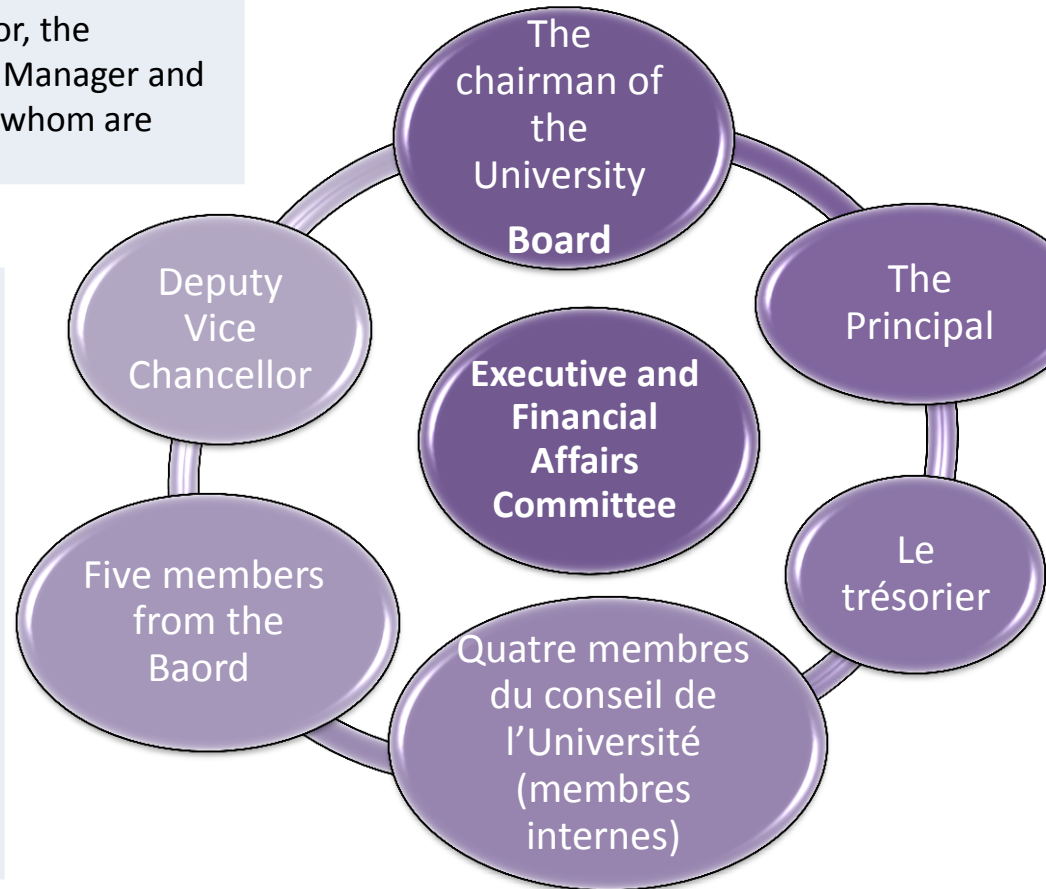 or, the
Manager and
whom are
The
chairman of
the
University
Board
The
Principal
Le
trésorier
Quatre membres
du conseil de
l'Université
(membres
internes)
Five members
from the
Baord
Deputy
Vice
Chancellor
Executive and
Financial
Affairs
Committee